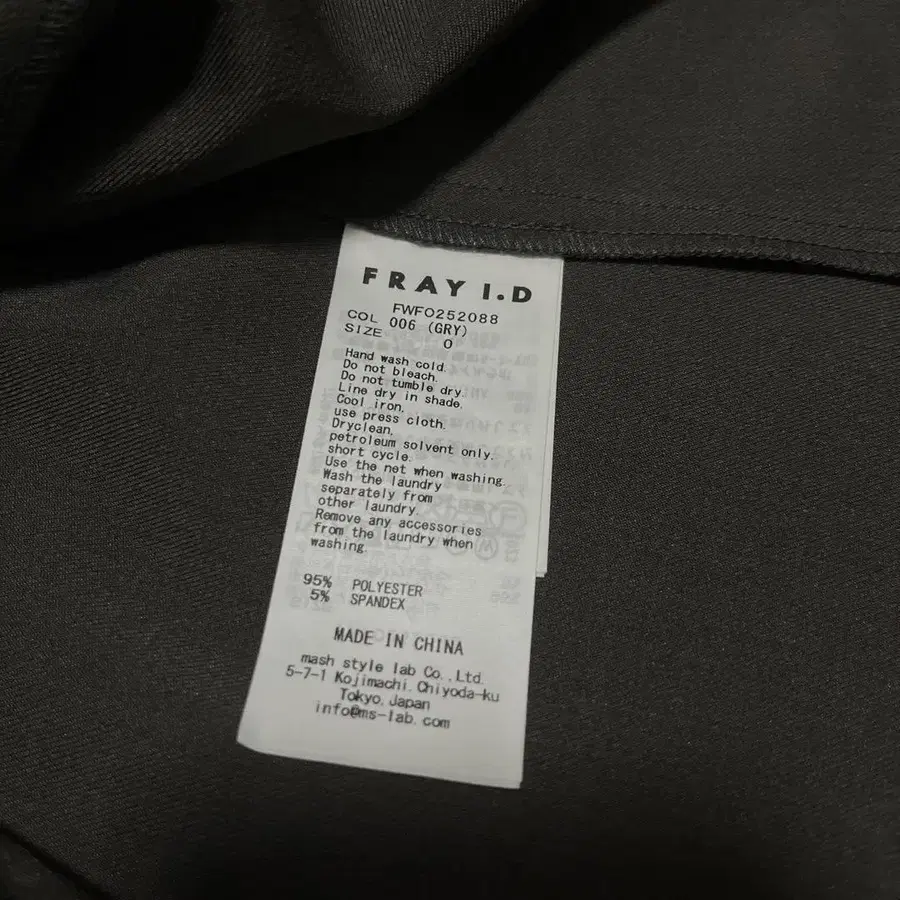 FRAY I.D
FWFO252088
COL 006 (GRY)
SIZE 0
Hand wash cold.
Do not bleach.
Do not tumble dry.
Line dry in shade.
Cool iron.
use press cloth.
Dryclean,
petroleum solvent only.
short cycle.
Use the net when washing.
Wash the laundry
separately from
other laundry.
Remove any accessories
from the laundry when
washing.
95% POLYESTER
5% SPANDEX
MADE IN CHINA
mash style lab Co.,Ltd.
5-7-1 Kojimachi.Chiyoda-ku
Tokyo.Japan
info@ms-lab.com